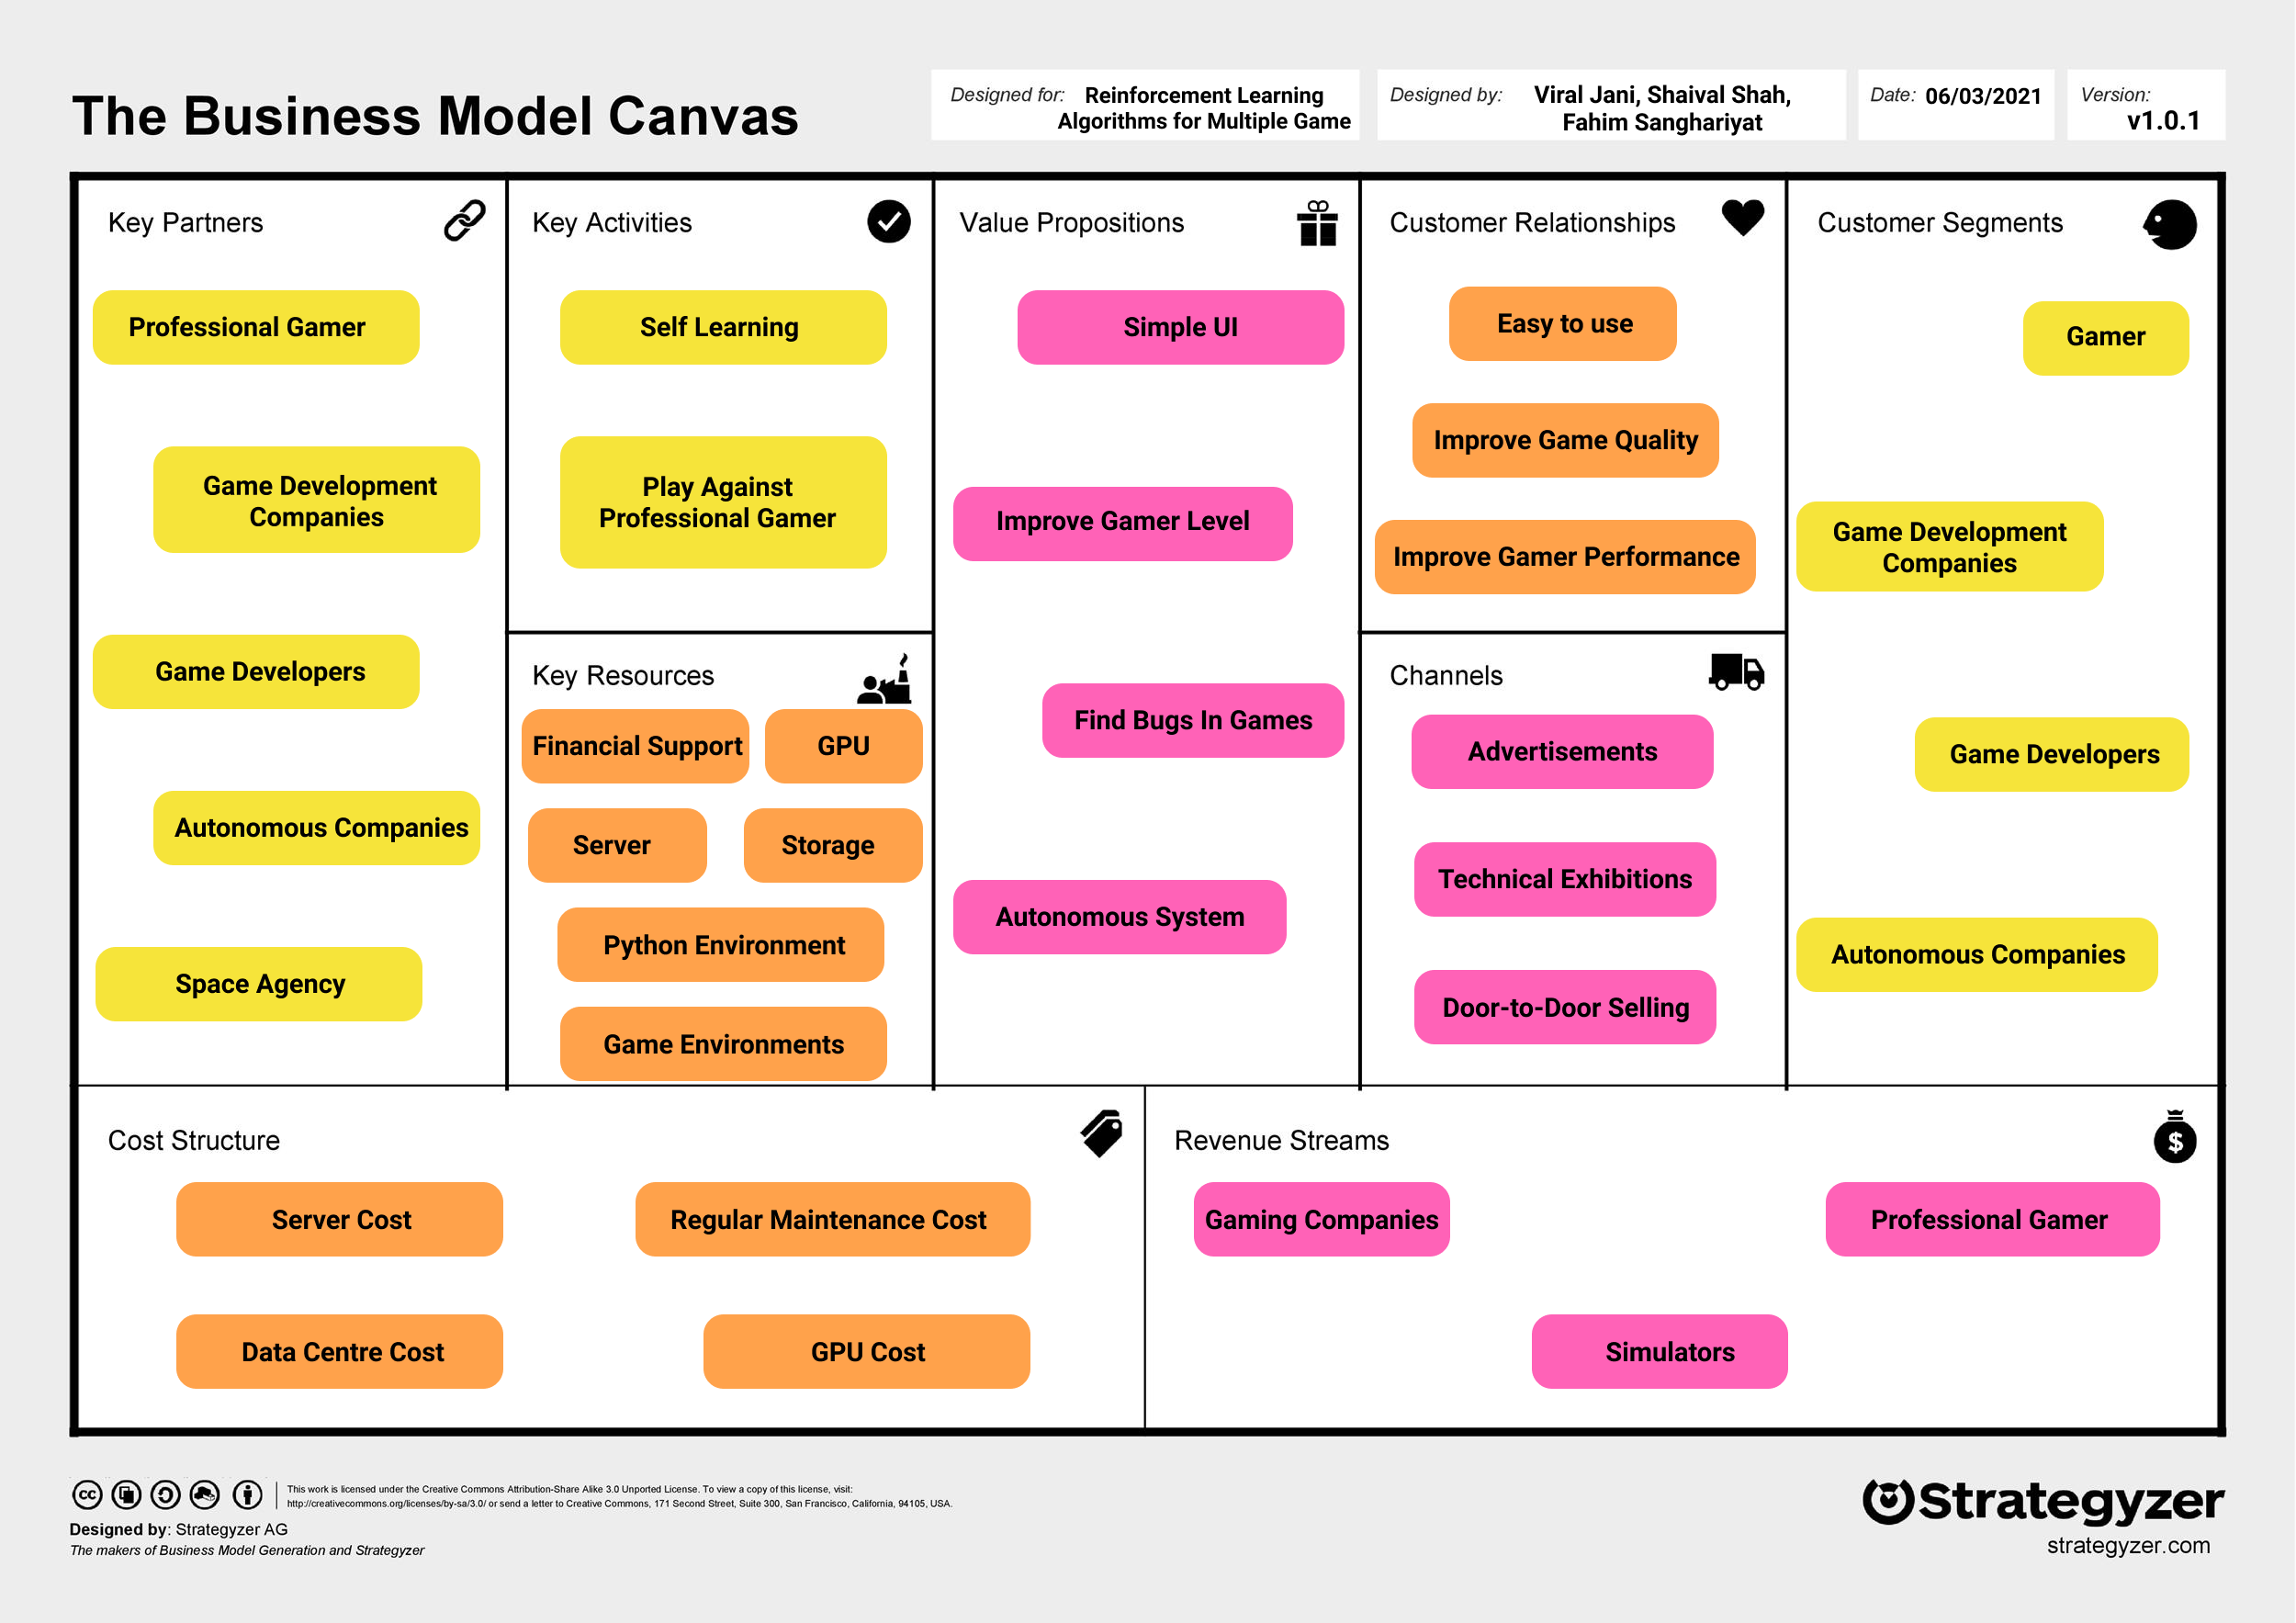 The Business Model Canvas
Designed for: Reinforcement Learning
Algorithms for Multiple Game
Designed by: Viral Jani, Shaival Shah,
Fahim Sanghariyat
Date: 06/03/2021
Version:
v1.0.1
Key Partners
Professional Gamer
Game Development
Companies
Game Developers
Autonomous Companies
Space Agency
Key Activities
Self Learning
Play Against
Professional Gamer
Key Resources
Financial Support
GPU
Server
Storage
Python Environment
Game Environments
Value Propositions
Simple UI
Improve Gamer Level
Find Bugs In Games
Autonomous System
Customer Relationships
Easy to use
Improve Game Quality
Improve Gamer Performance
Channels
Advertisements
Technical Exhibitions
Door-to-Door Selling
Customer Segments
Gamer
Game Development
Companies
Game Developers
Autonomous Companies
Cost Structure
Server Cost
Regular Maintenance Cost
Data Centre Cost
GPU Cost
Revenue Streams
$
Gaming Companies
Professional Gamer
Simulators
cc
This work is licensed under the Creative Commons Attribution-Share Alike 3.0 Unported License. To view a copy of this license, visit:
http://creativecommons.org/licenses/by-sa/3.0/ or send a letter to Creative Commons, 171 Second Street, Suite 300, San Francisco, California, 94105, USA.
Designed by: Strategyzer AG
The makers of Business Model Generation and Strategyzer
Strategyzer
strategyzer.com